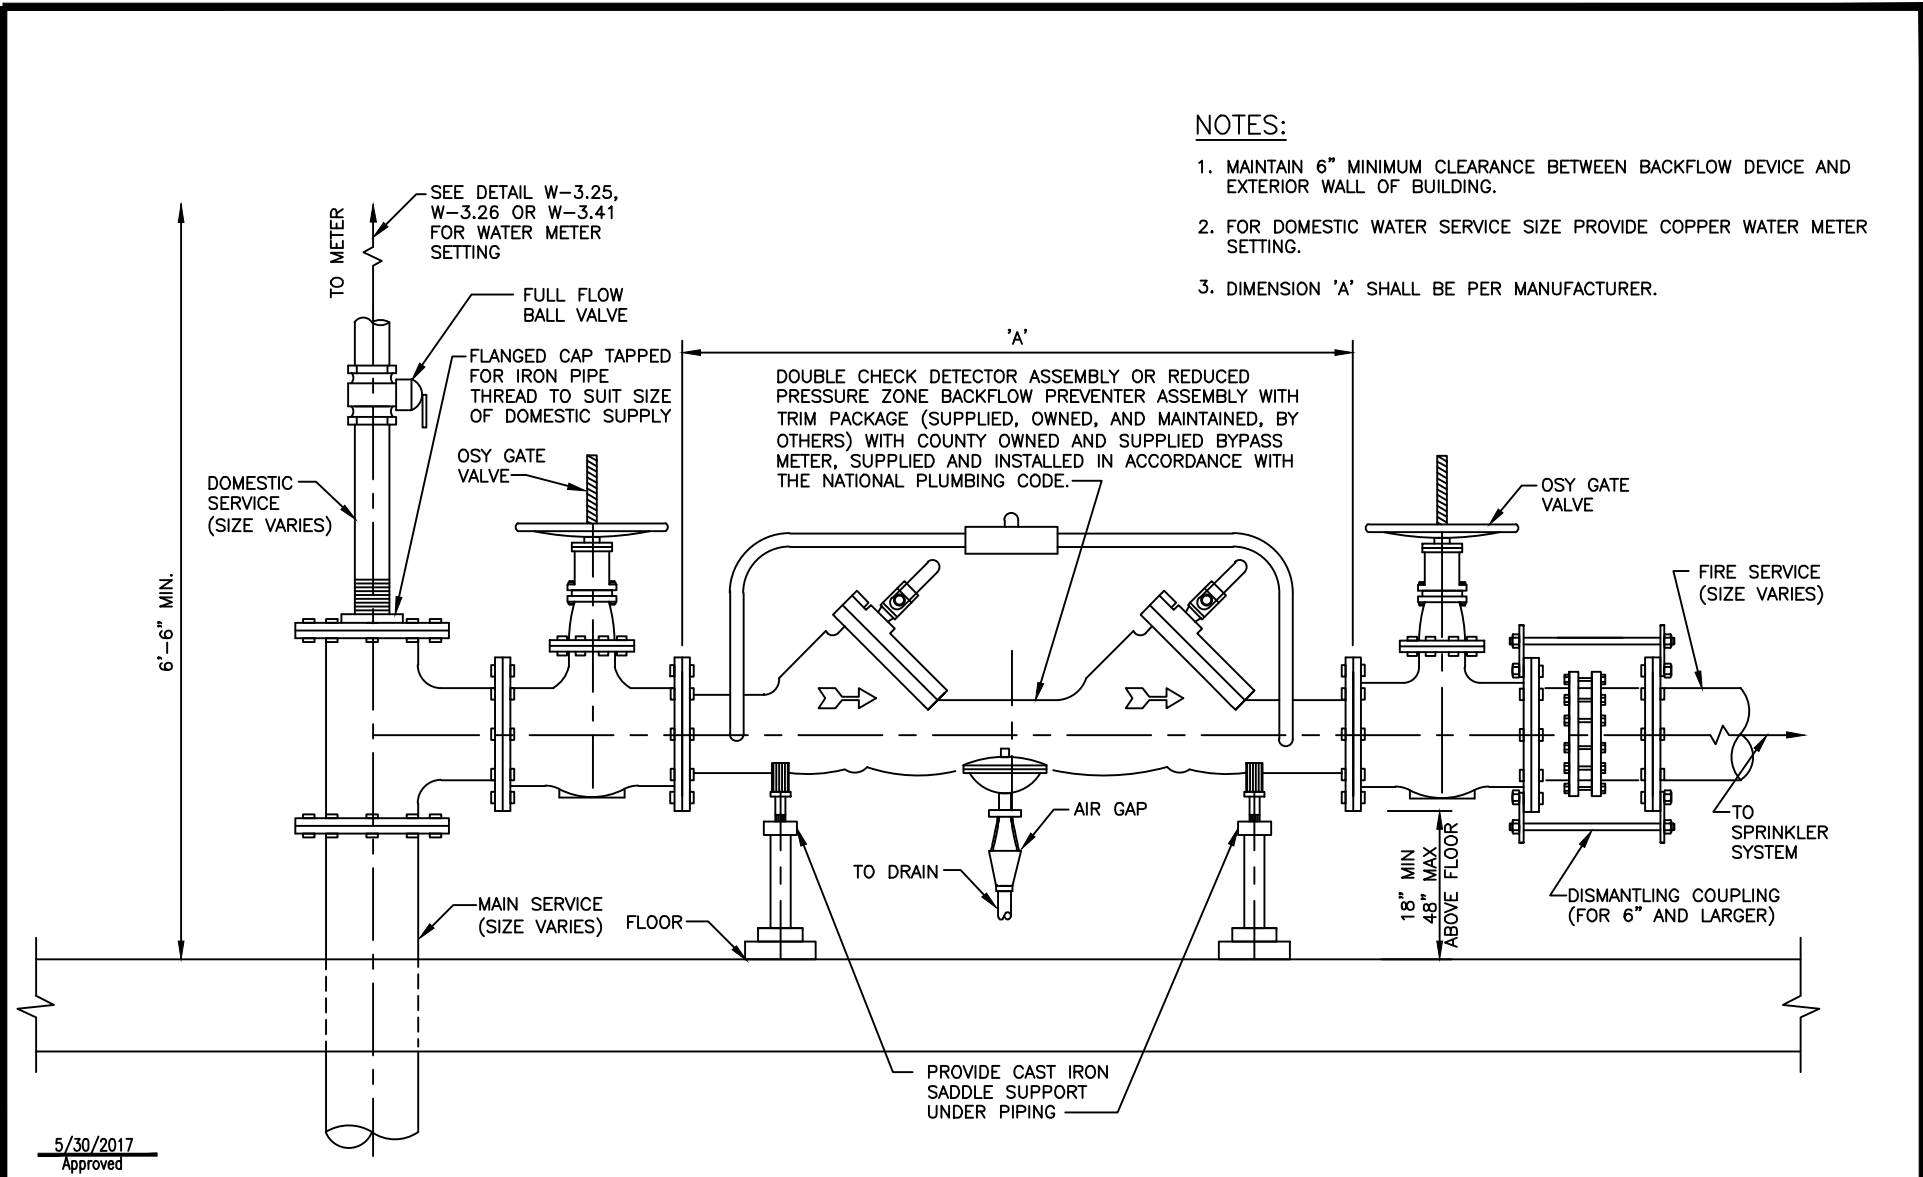 NOTES:
1. MAINTAIN 6" MINIMUM CLEARANCE BETWEEN BACKFLOW DEVICE AND
EXTERIOR WALL OF BUILDING.
2. FOR DOMESTIC WATER SERVICE SIZE PROVIDE COPPER WATER METER
SETTING.
3. DIMENSION 'A' SHALL BE PER MANUFACTURER.
TO METER
SEE DETAIL W-3.25,
W-3.26 OR W-3.41
FOR WATER METER
SETTING
FULL FLOW
BALL VALVE
FLANGED CAP TAPPED
FOR IRON PIPE
THREAD TO SUIT SIZE
OF DOMESTIC SUPPLY
'A'
DOUBLE CHECK DETECTOR ASSEMBLY OR REDUCED
PRESSURE ZONE BACKFLOW PREVENTER ASSEMBLY WITH
TRIM PACKAGE (SUPPLIED, OWNED, AND MAINTAINED, BY
OTHERS) WITH COUNTY OWNED AND SUPPLIED BYPASS
METER, SUPPLIED AND INSTALLED IN ACCORDANCE WITH
THE NATIONAL PLUMBING CODE.
OSY GATE
VALVE
DOMESTIC
SERVICE
(SIZE VARIES)
OSY GATE
VALVE
FIRE SERVICE
(SIZE VARIES)
6'-6" MIN.
AIR GAP
TO DRAIN
TO
SPRINKLER
SYSTEM
18" MIN
48" MAX
ABOVE FLOOR
DISMANTLING COUPLING
(FOR 6" AND LARGER)
MAIN SERVICE
(SIZE VARIES)
FLOOR
PROVIDE CAST IRON
SADDLE SUPPORT
UNDER PIPING
5/30/2017
Approved